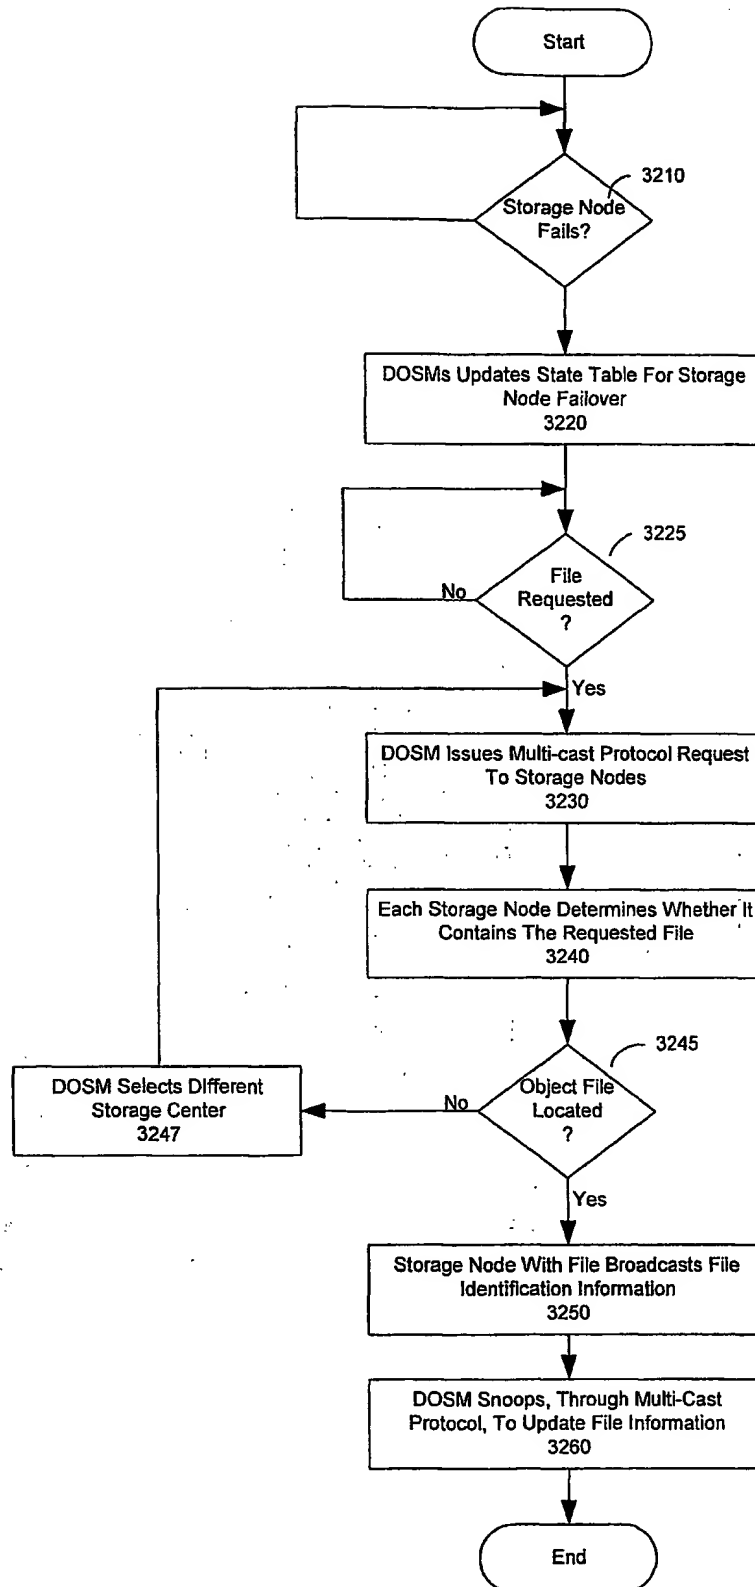 Start
3210
Storage Node
Fails?
DOSMs Updates State Table For Storage
Node Failover
3220
3225
File
Requested
?
No
Yes
DOSM Issues Multi-cast Protocol Request
To Storage Nodes
3230
Each Storage Node Determines Whether It
Contains The Requested File
3240
3245
Object File
Located
?
No
DOSM Selects Different
Storage Center
3247
Yes
Storage Node With File Broadcasts File
Identification Information
3250
DOSM Snoops, Through Multi-Cast
Protocol, To Update File Information
3260
End